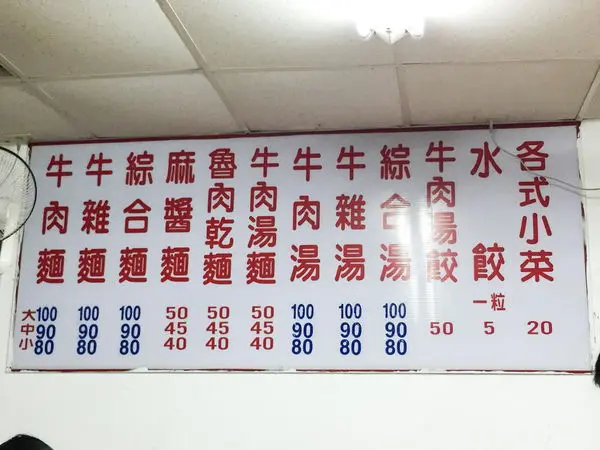 牛肉麵
牛雜麵
綜合麵
麻醬麵
魯肉乾麵
牛肉湯麵
牛肉湯
牛雜湯
綜合湯
牛肉湯餃
水餃
各式小菜
大 100 100 100 50 50 50 100 100 100 一粒
中 90 90 90 45 45 45 90 90 90 50 5 20
小 80 80 80 40 40 40 80 80 80